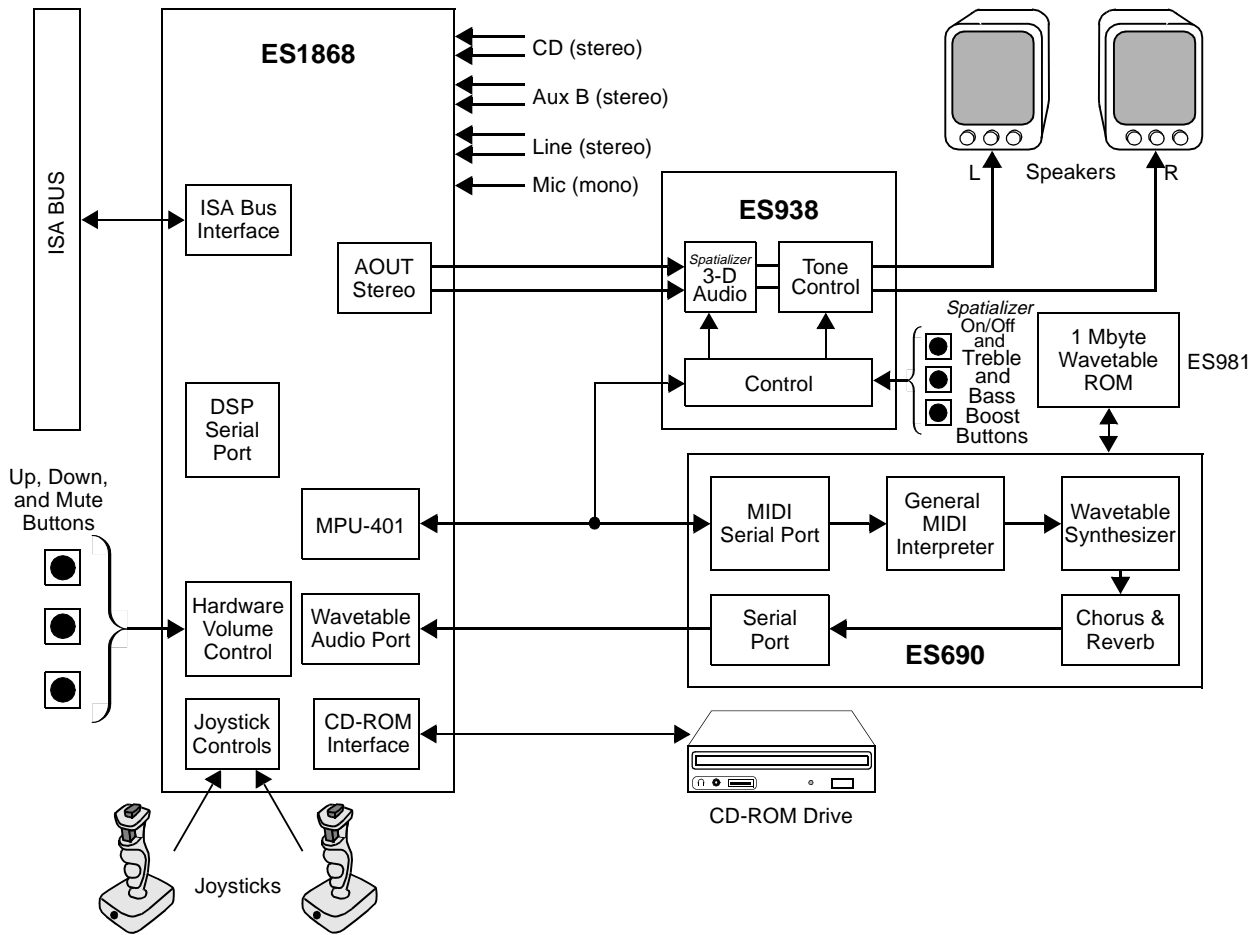 ES1868
CD (stereo)
Aux B (stereo)
Line (stereo)
Mic (mono)
ISA BUS
ISA Bus
Interface
AOUT
Stereo
ES938
Spatializer
3-D
Audio
Tone
Control
Control
L
Speakers
R
Spatializer
On/Off
and
Treble
and
Bass
Boost
Buttons
1 Mbyte
Wavetable
ROM
ES981
DSP
Serial
Port
Up, Down,
and Mute
Buttons
MPU-401
MIDI
Serial Port
General
MIDI
Interpreter
Wavetable
Synthesizer
Hardware
Volume
Control
Wavetable
Audio Port
Serial
Port
ES690
Chorus &
Reverb
Joystick
Controls
CD-ROM
Interface
CD-ROM Drive
Joysticks